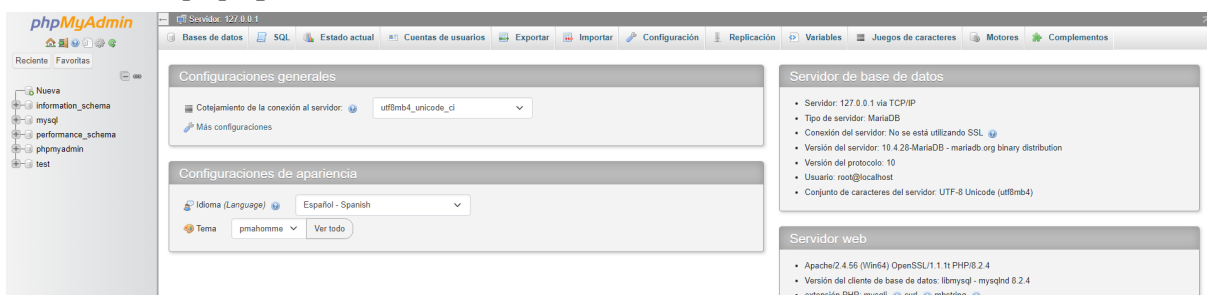 phpMyAdmin
Reciente Favoritas
Nueva
information_schema
mysql
performance_schema
phpmyadmin
test
Servidor: 127.0.0.1
Bases de datos SQL Estado actual Cuentas de usuarios Exportar Importar Configuración Replicación Variables Juegos de caracteres Motores Complementos
Configuraciones generales
Cotejamiento de la conexión al servidor: utf8mb4_unicode_ci
Más configuraciones
Configuraciones de apariencia
Idioma (Language) Español - Spanish
Tema pmahomme Ver todo
Servidor de base de datos
• Servidor: 127.0.0.1 via TCP/IP
• Tipo de servidor: MariaDB
• Conexión del servidor: No se está utilizando SSL
• Versión del servidor: 10.4.28-MariaDB - mariadb.org binary distribution
• Versión del protocolo: 10
• Usuario: root@localhost
• Conjunto de caracteres del servidor: UTF-8 Unicode (utf8mb4)
Servidor web
• Apache/2.4.56 (Win64) OpenSSL/1.1.1t PHP/8.2.4
• Versión del cliente de base de datos: libmysql - mysqlnd 8.2.4
• extensión PHP: mysqli curl mbstring